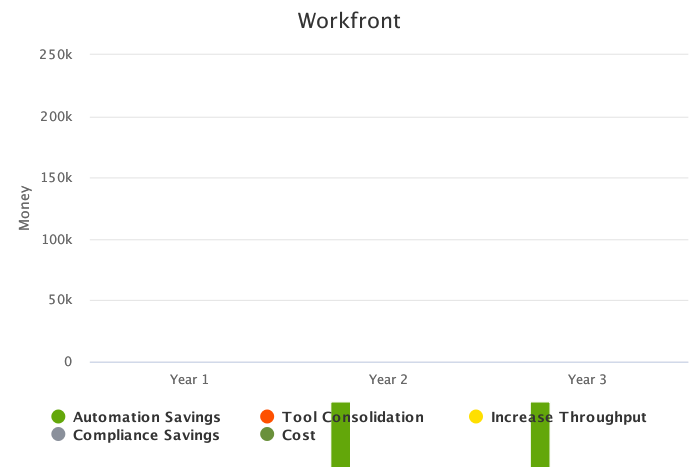 Workfront
250k
200k
150k
100k
50k
0
Money
Year 1 Year 2 Year 3
Automation Savings Tool Consolidation Increase Throughput
Compliance Savings Cost